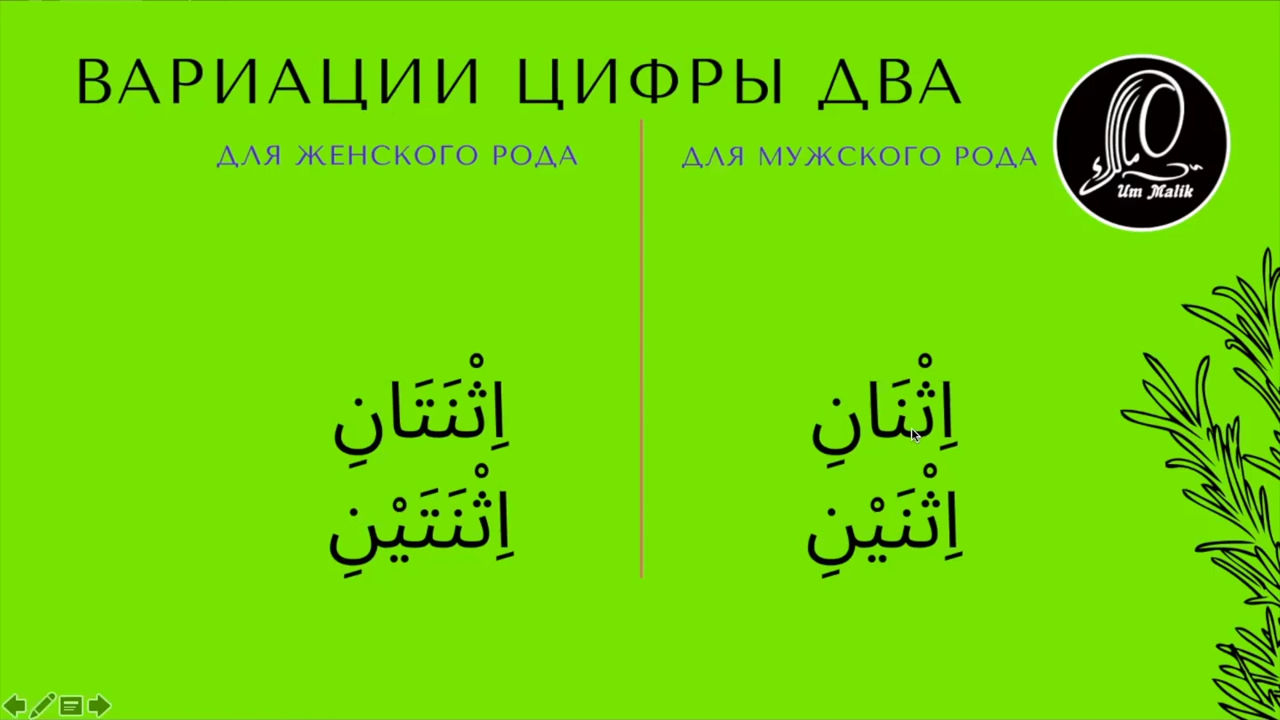 ВАРИАЦИИ ЦИФРЫ ДВА
ДЛЯ ЖЕНСКОГО РОДА
ДЛЯ МУЖСКОГО РОДА
Um Malik
اِثْنَتَانِ
اِثْنَتَيْنِ
اِثْنَانِ
اِثْنَيْنِ